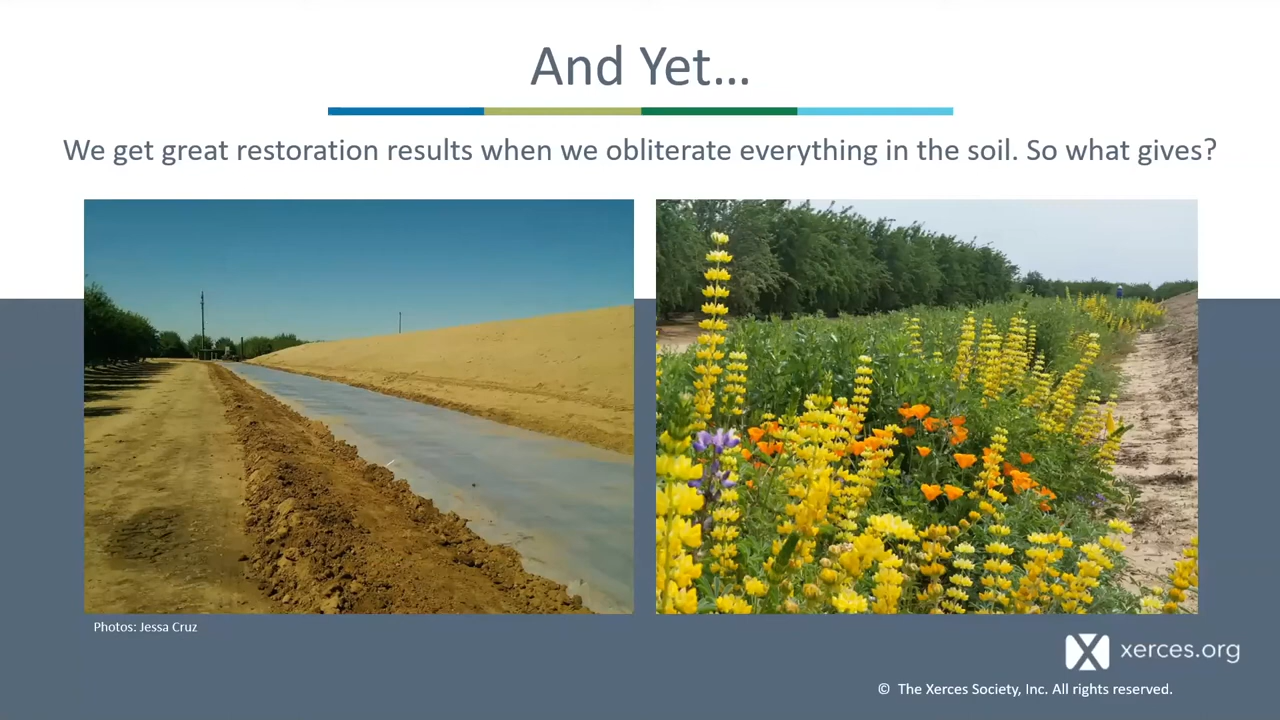 And Yet...
We get great restoration results when we obliterate everything in the soil. So what gives?
Photos: Jessa Cruz
xerces.org
© The Xerces Society, Inc. All rights reserved.